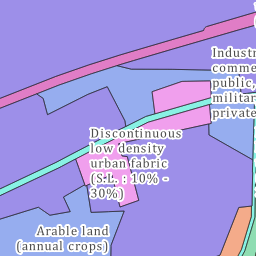 Industr
comme
public,
militar
private
Discontinuous
low density
urban fabric
(S.L. : 10% -
30%)
Arable land
(annual crops)